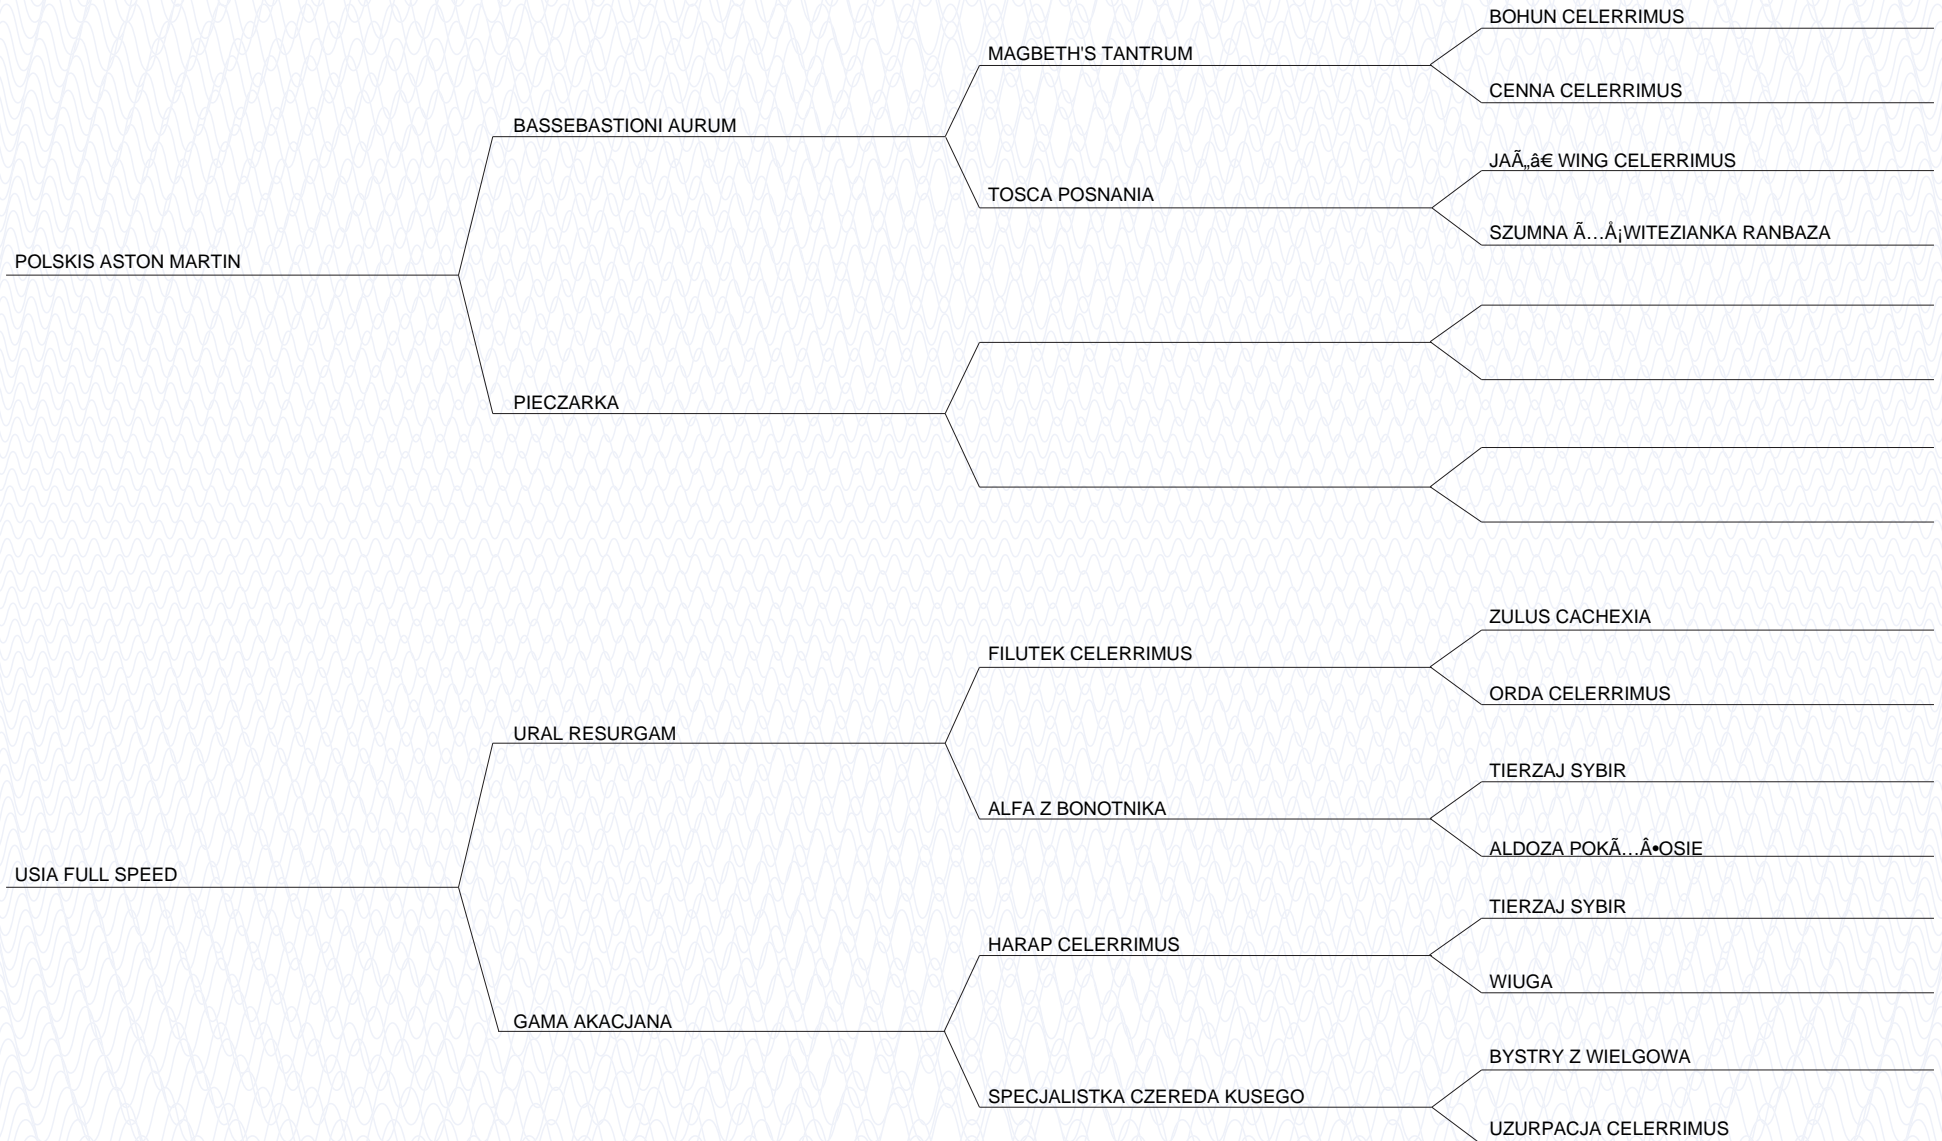 BOHUN CELERRIMUS
MAGBETH'S TANTRUM
CENNA CELERRIMUS
BASSEBASTIONI AURUM
JAÃ„â€ WING CELERRIMUS
TOSCA POSNANIA
SZUMNA Ã…Å¡WITEZIANKA RANBAZA
POLSKIS ASTON MARTIN
PIECZARKA
ZULUS CACHEXIA
FILUTEK CELERRIMUS
ORDA CELERRIMUS
URAL RESURGAM
TIERZAJ SYBIR
ALFA Z BONOTNIKA
ALDOZA POKÃ…Â•OSIE
USIA FULL SPEED
TIERZAJ SYBIR
HARAP CELERRIMUS
WIUGA
GAMA AKACJANA
BYSTRY Z WIELGOWA
SPECJALISTKA CZEREDA KUSEGO
UZURPACJA CELERRIMUS